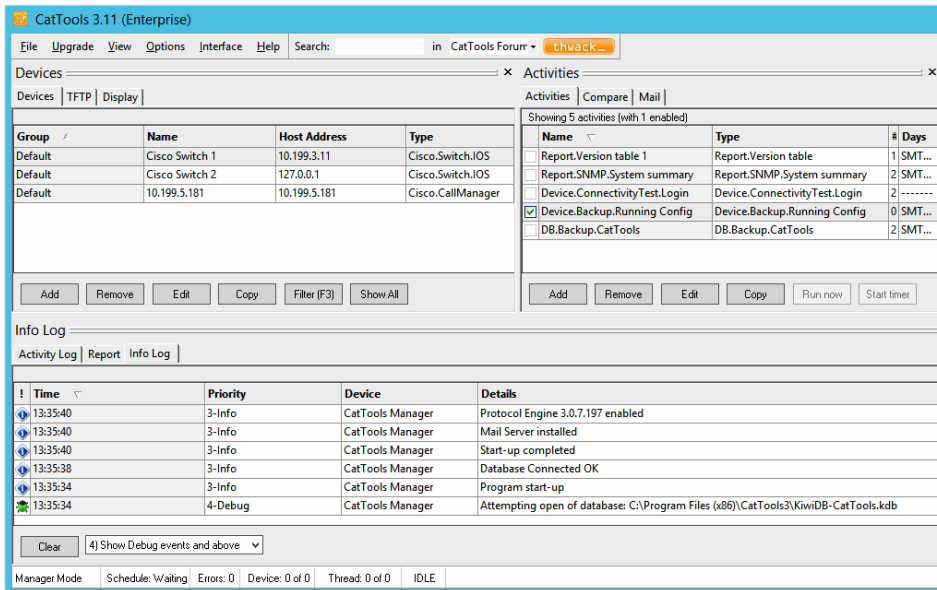 CatTools 3.11 (Enterprise)
File Upgrade View Options Interface Help Search: in CatTools Forum thwack_
Devices
Devices TFTP Display
Group Name Host Address Type
Default Cisco Switch 1 10.199.3.11 Cisco.Switch.IOS
Default Cisco Switch 2 127.0.0.1 Cisco.Switch.IOS
Default 10.199.5.181 10.199.5.181 Cisco.CallManager
Add Remove Edit Copy Filter (F3) Show All
Activities
Activities Compare Mail
Showing 5 activities (with 1 enabled)
Name Type # Days
Report.Version table 1 Report.Version table 1 SMT...
Report.SNMP.System summary Report.SNMP.System summary 2 SMT...
Device.ConnectivityTest.Login Device.ConnectivityTest.Login 2 -------
Device.Backup.Running Config Device.Backup.Running Config 0 SMT...
DB.Backup.CatTools DB.Backup.CatTools 2 SMT...
Add Remove Edit Copy Run now Start timer
Info Log
Activity Log Report Info Log
! Time Priority Device Details
13:35:40 3-Info CatTools Manager Protocol Engine 3.0.7.197 enabled
13:35:40 3-Info CatTools Manager Mail Server installed
13:35:40 3-Info CatTools Manager Start-up completed
13:35:38 3-Info CatTools Manager Database Connected OK
13:35:34 3-Info CatTools Manager Program start-up
13:35:34 4-Debug CatTools Manager Attempting open of database: C:\Program Files (x86)\CatTools3\KiwiDB-CatTools.kdb
Clear 4) Show Debug events and above
Manager Mode Schedule: Waiting Errors: 0 Device: 0 of 0 Thread: 0 of 0 IDLE